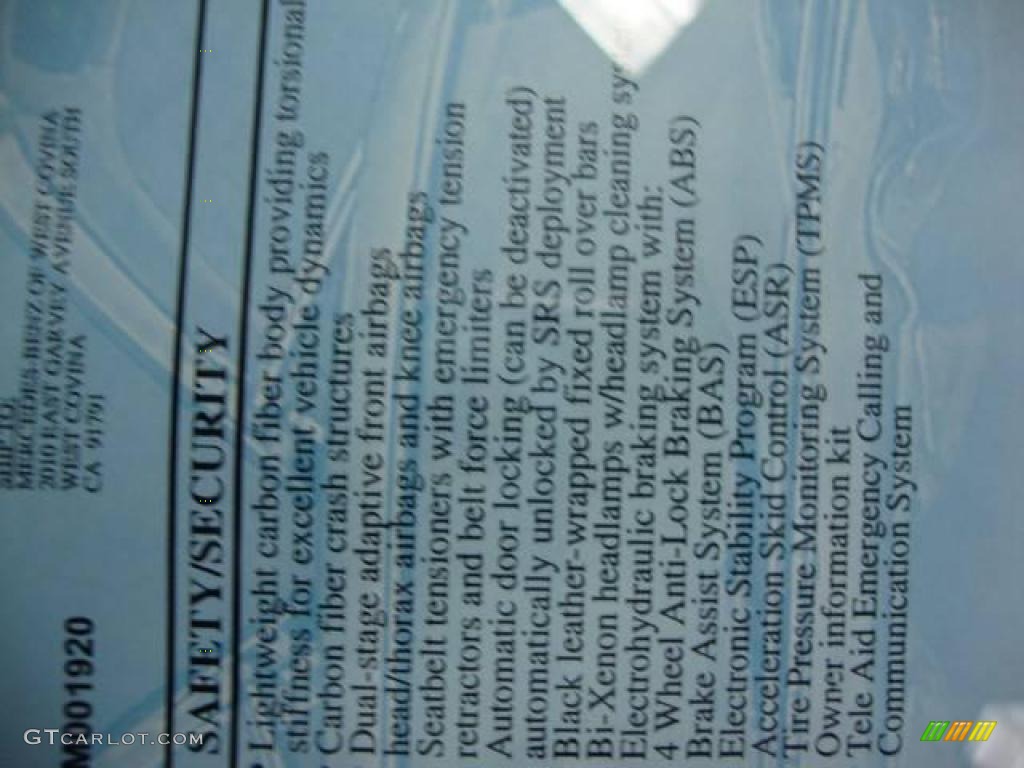 M001920
MERCEDES-BENZ OF WEST COVINA
2010 EAST GARVEY AVENUE SOUTH
WEST COVINA
CA 91791
SAFETY/SECURITY
Lightweight carbon fiber body providing torsional
stiffness for excellent vehicle dynamics
Carbon fiber crash structures
Dual-stage adaptive front airbags
head/thorax airbags and knee airbags
Seatbelt tensioners with emergency tension
retractors and belt force limiters
Automatic door locking (can be deactivated)
automatically unlocked by SRS deployment
Black leather-wrapped fixed roll over bars
Bi-Xenon headlamps w/headlamp cleaning
Electrohydraulic braking system with:
4 Wheel Anti-Lock Braking System (ABS)
Brake Assist System (BAS)
Electronic Stability Program (ESP)
Acceleration Skid Control (ASR)
Tire Pressure Monitoring System (TPMS)
Owner information kit
Tele Aid Emergency Calling and
Communication System
GTCARLOT.COM